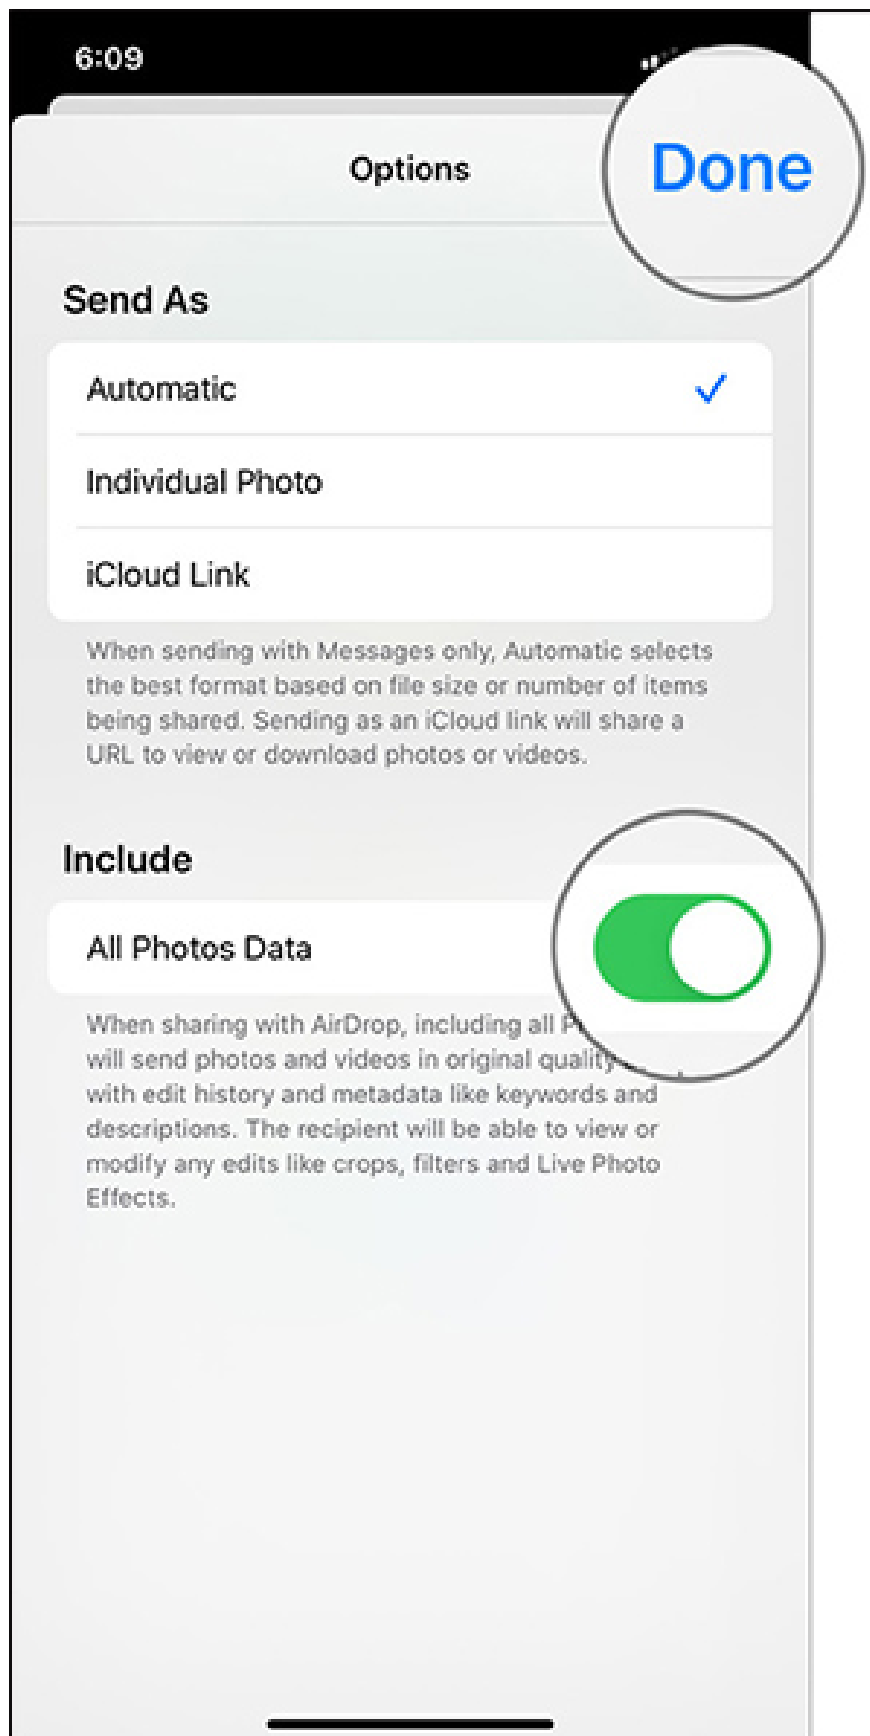 6:09
Options
Done
Send As
Automatic
Individual Photo
iCloud Link
When sending with Messages only, Automatic selects
the best format based on file size or number of items
being shared. Sending as an iCloud link will share a
URL to view or download photos or videos.
Include
All Photos Data
When sharing with AirDrop, including all
will send photos and videos in original quality
with edit history and metadata like keywords and
descriptions. The recipient will be able to view or
modify any edits like crops, filters and Live Photo
Effects.